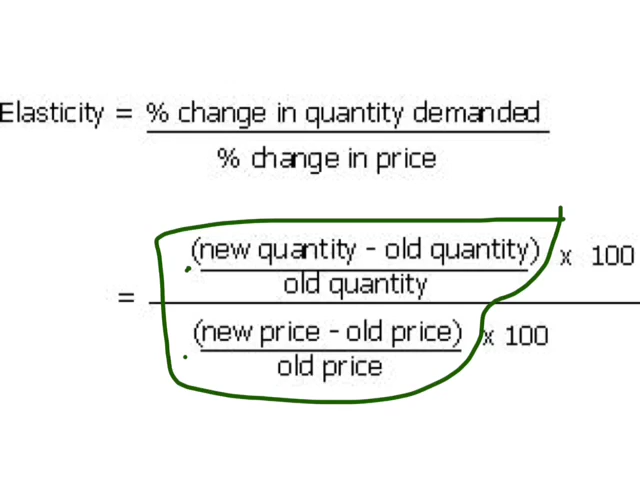 Elasticity = % change in quantity demanded
% change in price
(new quantity - old quantity) x 100
old quantity
=
(new price - old price) x 100
old price